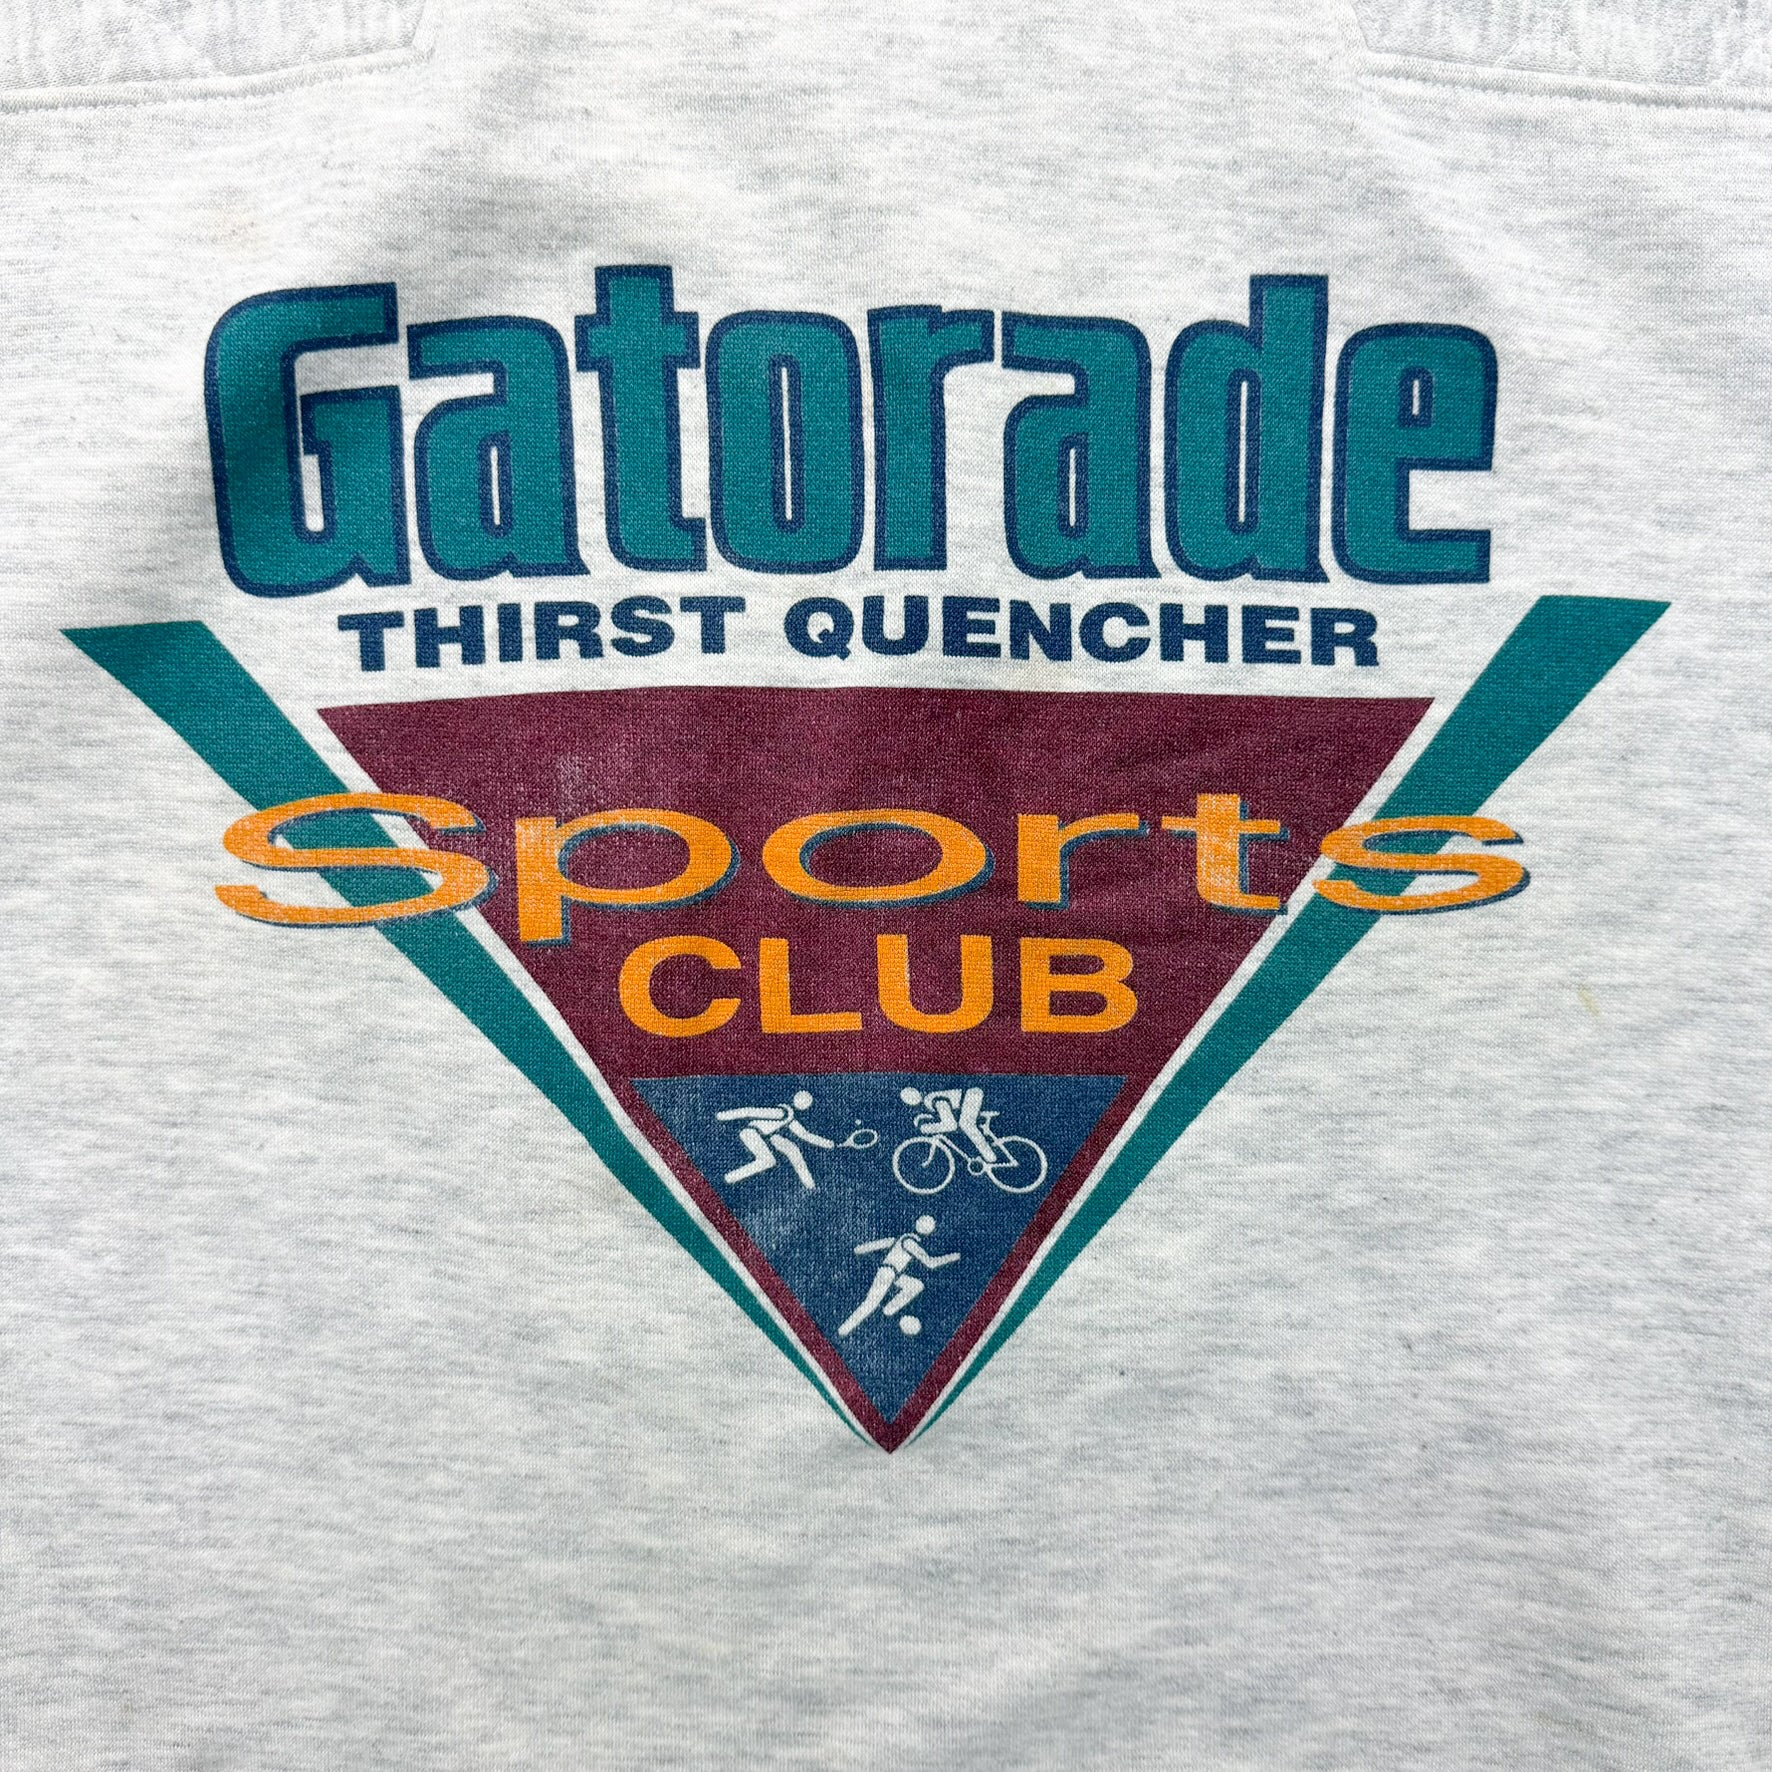 Gatorade
THIRST QUENCHER
Sports
CLUB